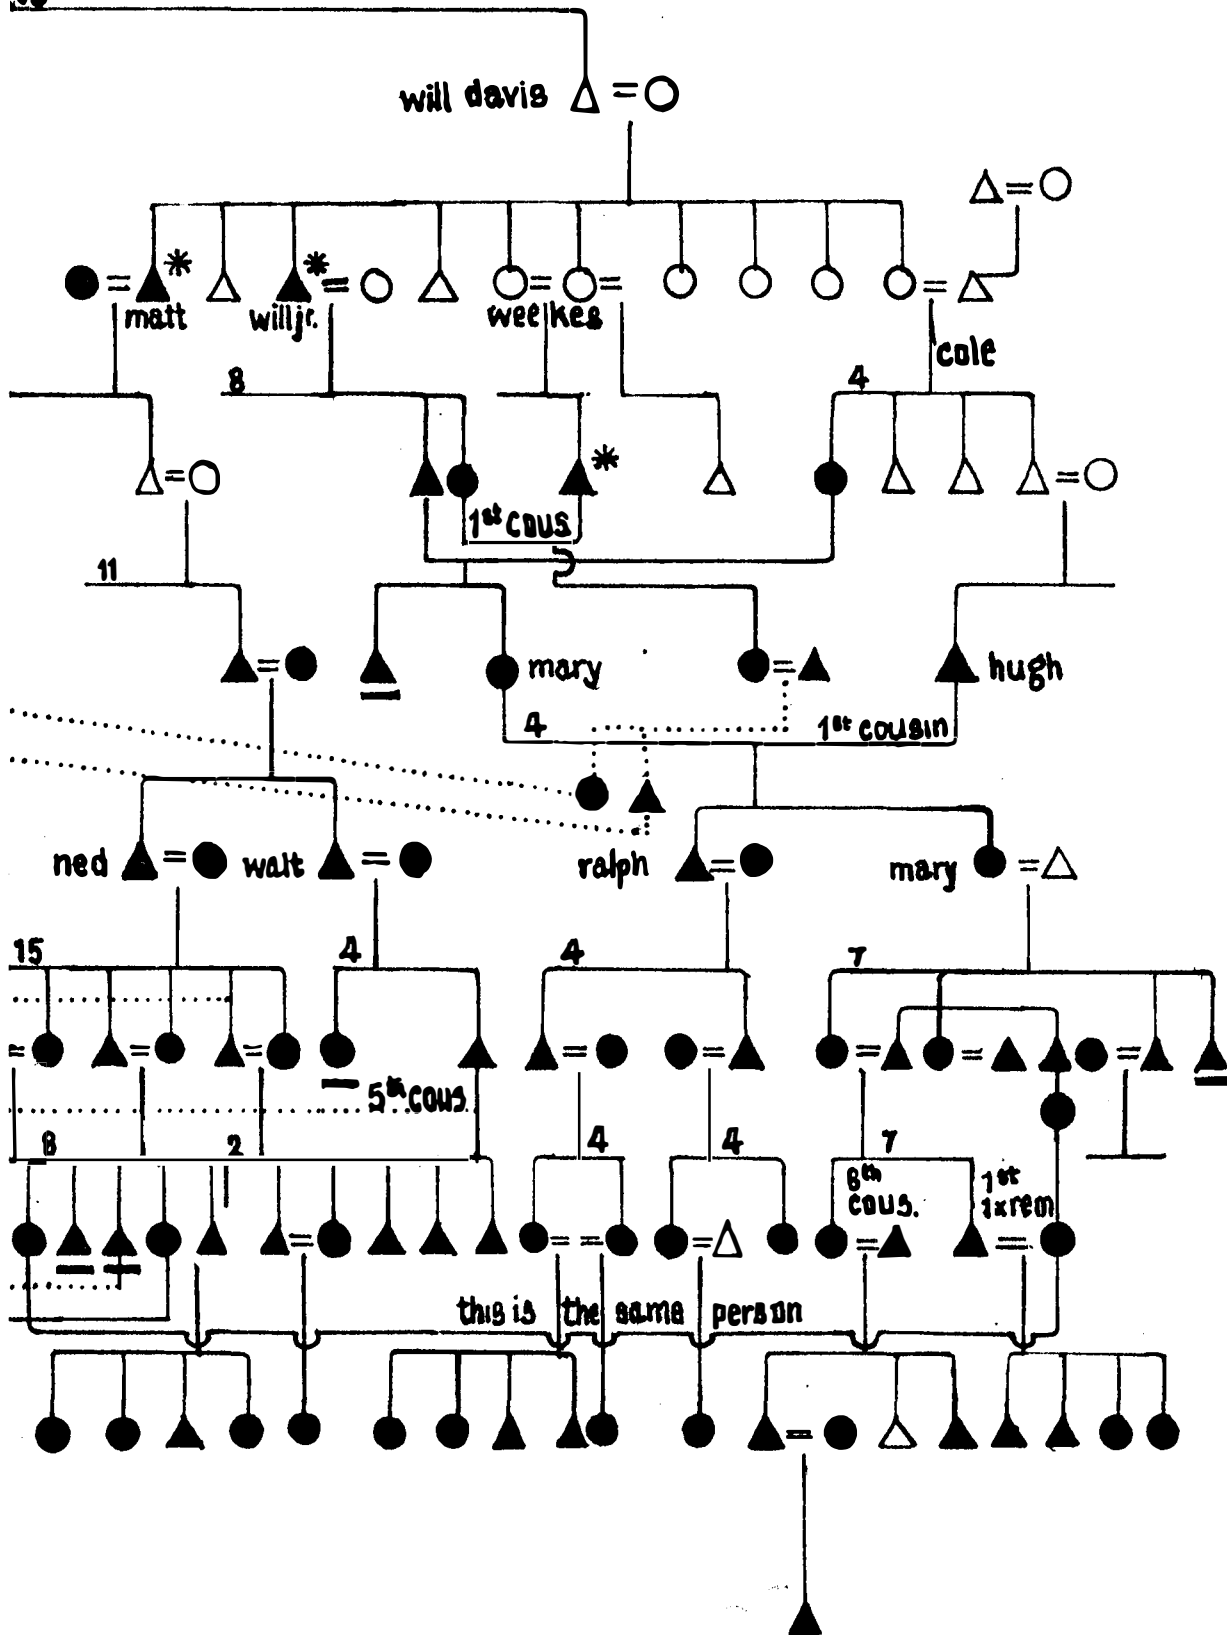 will davis
matt
will jr.
weekes
cole
8
4
1st cous.
11
mary
hugh
4
1st cousin
ned
walt
ralph
mary
15
4
4
7
5th cous.
8
2
4
4
7
8th
cous.
1st
1xrem
this is the same person